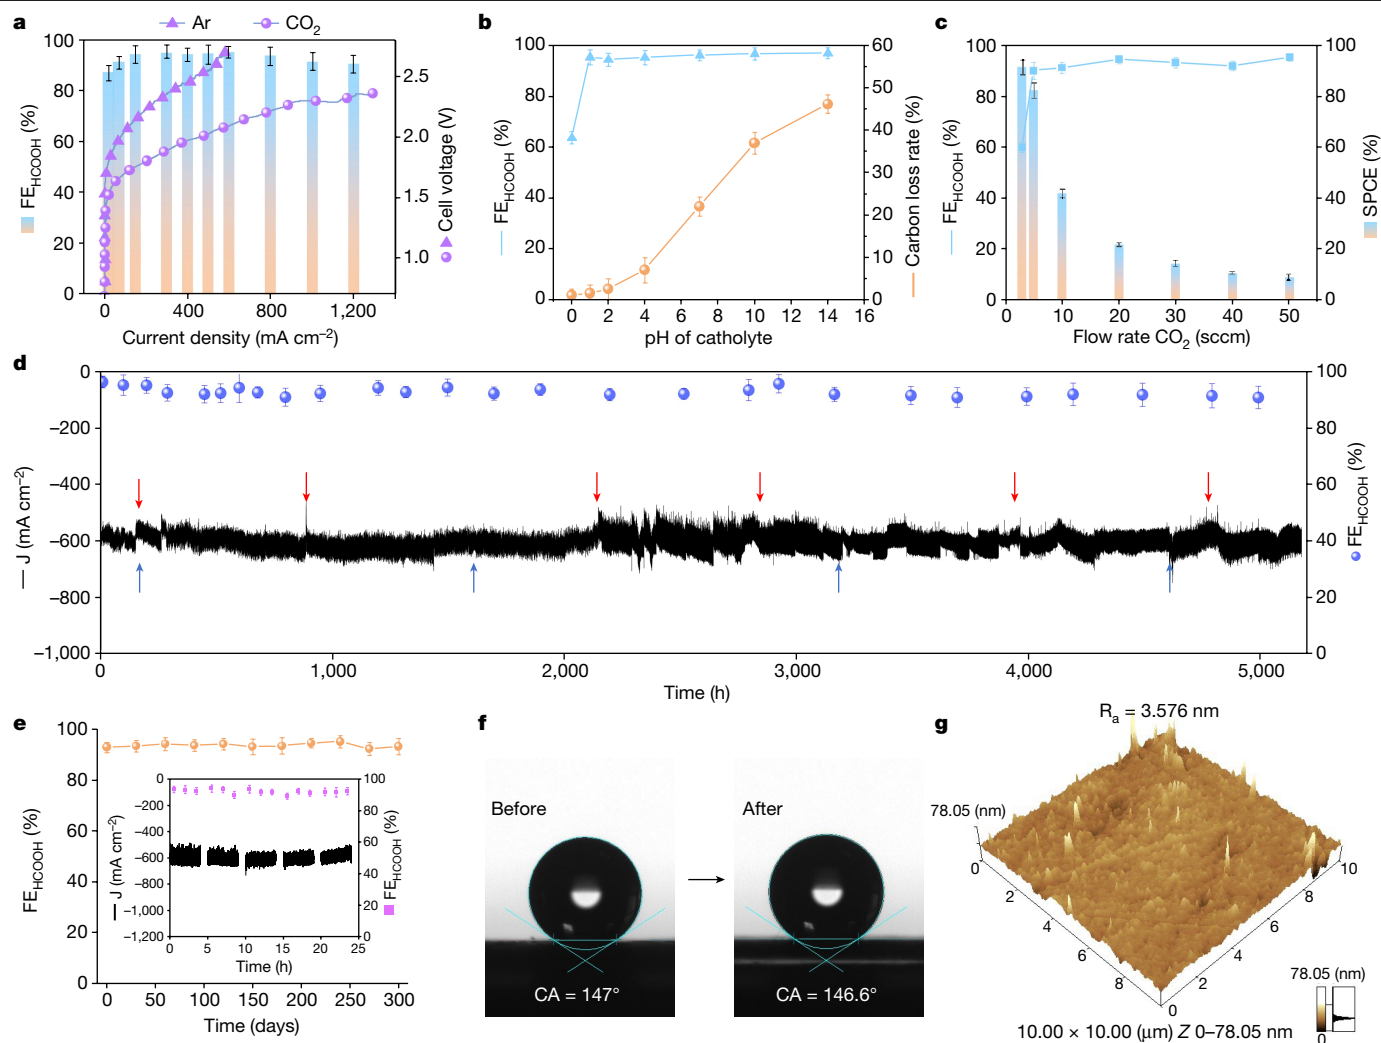 a
Ar
CO2
FEHCOOH (%)
100
80
60
40
20
0
2.5
2.0
1.5
1.0
Cell voltage (V)
0
400
800
1,200
Current density (mA cm–2)
b
FEHCOOH (%)
100
80
60
40
20
0
60
50
40
30
20
10
0
Carbon loss rate (%)
0 2 4 6 8 10 12 14 16
pH of catholyte
c
FEHCOOH (%)
100
80
60
40
20
0
100
80
60
40
20
0
SPCE (%)
0 10 20 30 40 50
Flow rate CO2 (sccm)
d
J (mA cm–2)
0
–200
–400
–600
–800
–1,000
100
80
60
40
20
0
FEHCOOH (%)
0 1,000 2,000 3,000 4,000 5,000
Time (h)
e
FEHCOOH (%)
100
80
60
40
20
0
0 50 100 150 200 250 300
Time (days)
J (mA cm–2)
0
–200
–400
–600
–800
–1,000
–1,200
100
80
60
40
20
0
FEHCOOH (%)
0 5 10 15 20 25
Time (h)
f
Before
After
CA = 147°
CA = 146.6°
g
Ra = 3.576 nm
78.05 (nm)
0
2
4
6
8
0
2
4
6
8
10
78.05 (nm)
0
10.00 × 10.00 (μm) Z 0–78.05 nm